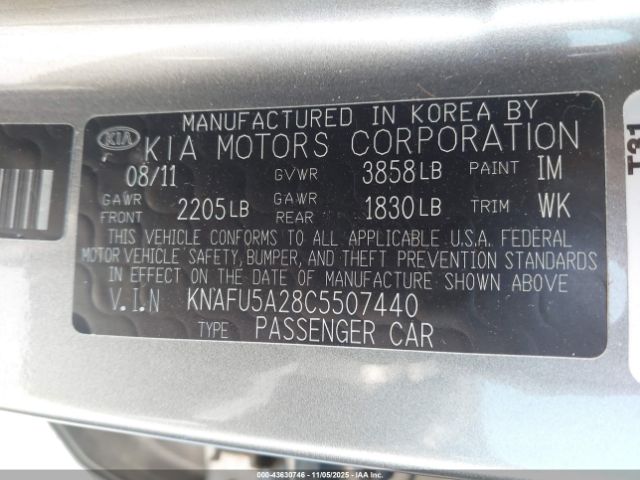 MANUFACTURED IN KOREA BY
KIA KIA MOTORS CORPORATION
08/11 GVWR 3858LB PAINT IM
GAWR FRONT 2205LB GAWR REAR 1830LB TRIM WK
THIS VEHICLE CONFORMS TO ALL APPLICABLE U.S.A. FEDERAL
MOTOR VEHICLE SAFETY, BUMPER, AND THEFT PREVENTION STANDARDS
IN EFFECT ON THE DATE OF MANUFACTURE SHOWN ABOVE
V.I.N KNAFU5A28C5507440
TYPE PASSENGER CAR
T31
000-43630746 - 11/05/2025 - IAA Inc.